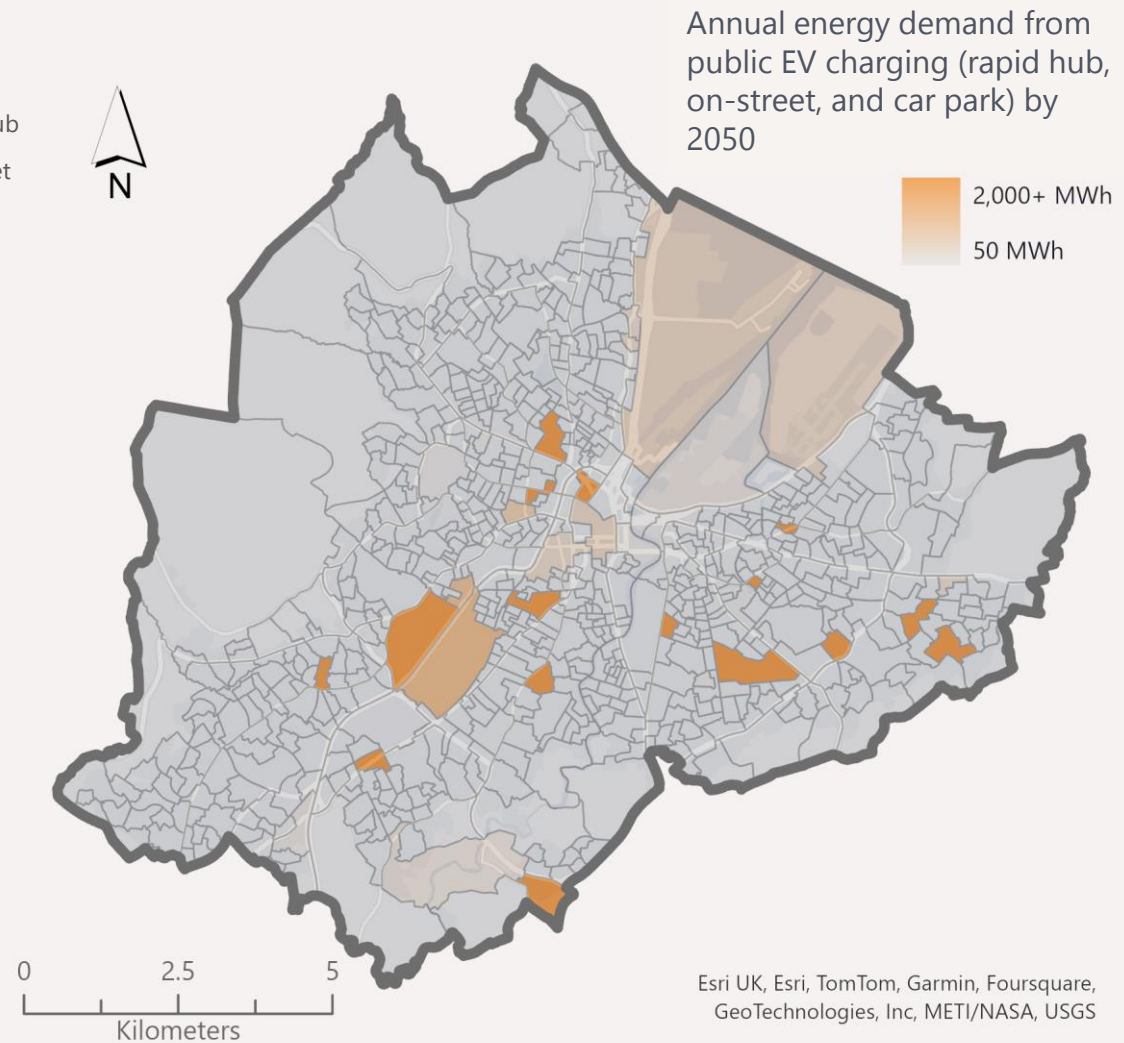 Annual energy demand from
public EV charging (rapid hub,
on-street, and car park) by
2050
N
2,000+ MWh
50 MWh
0 2.5 5
Kilometers
Esri UK, Esri, TomTom, Garmin, Foursquare,
GeoTechnologies, Inc, METI/NASA, USGS